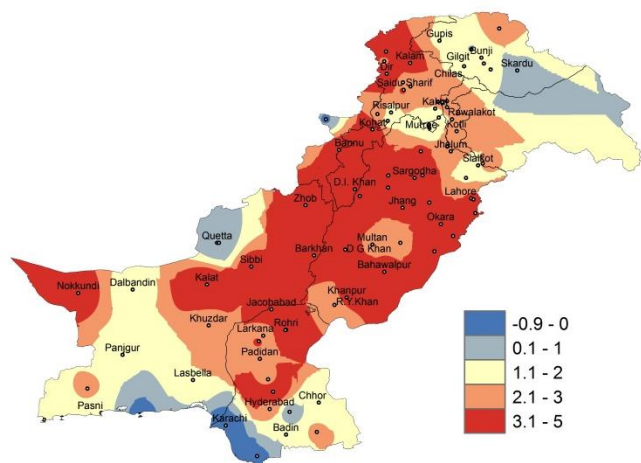 Gupis
Bunji
Gilgit
Skardu
Kalam
Dir
Chilas
Saidu Sharif
Risalpur
Rawalakot
Kotli
Kohat
Jhelum
Bannu
Sialkot
Sargodha
D.I. Khan
Lahore
Zhob
Jhang
Okara
Quetta
Multan
Barkhan
D G Khan
Sibbi
Bahawalpur
Nokkundi
Dalbandin
Kalat
Khanpur
R.Y.Khan
Jacobabad
Khuzdar
Larkana
Rohri
Panjgur
Padidan
Lasbella
Chhor
Pasni
Hyderabad
Karachi
Badin
-0.9 - 0
0.1 - 1
1.1 - 2
2.1 - 3
3.1 - 5